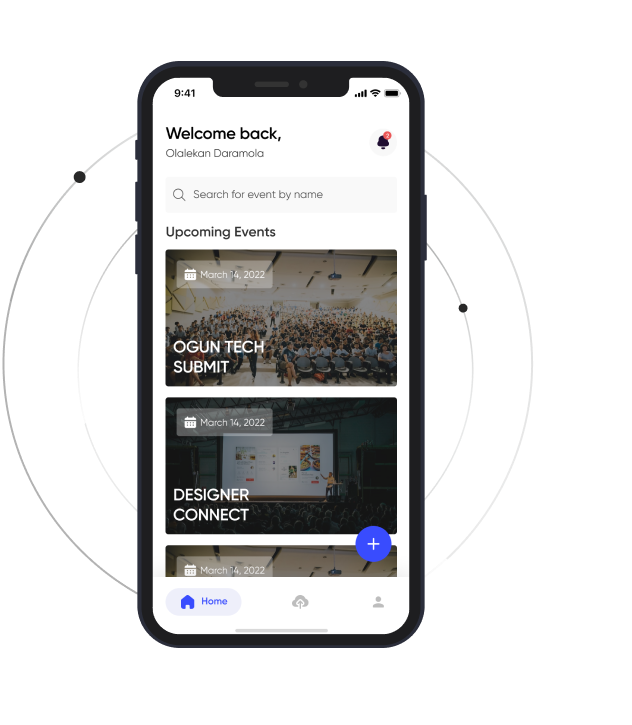 9:41
Welcome back,
Olalekan Daramola
2
Search for event by name
Upcoming Events
March 14, 2022
OGUN TECH
SUBMIT
March 14, 2022
DESIGNER
CONNECT
March 14, 2022
Home